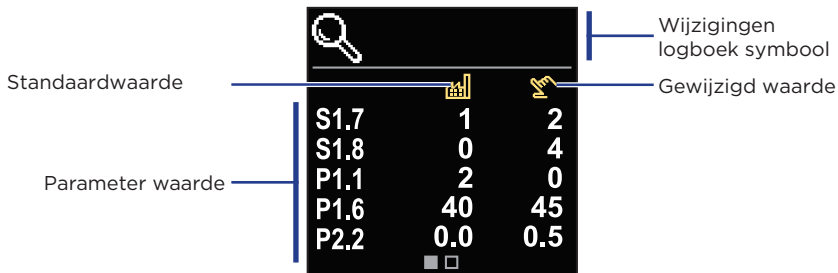 Wijzigingen
logboek symbool
Standaardwaarde
Gewijzigd waarde
Parameter waarde
S1.7 1 2
S1.8 0 4
P1.1 2 0
P1.6 40 45
P2.2 0.0 0.5